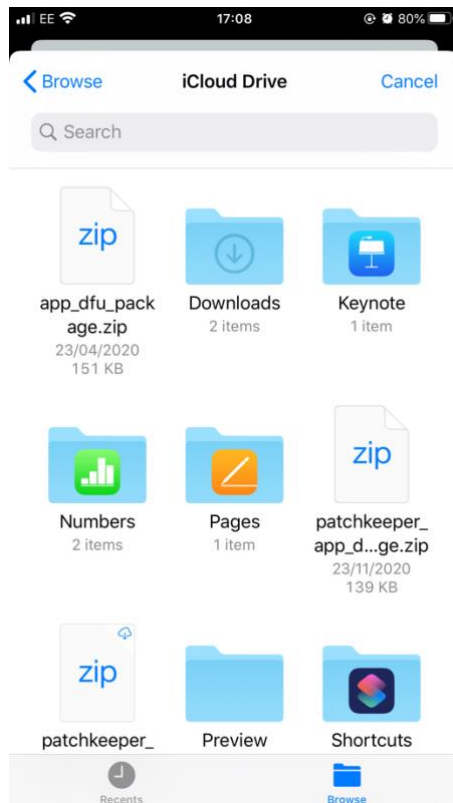 EE 17:08 80%
Browse iCloud Drive Cancel
Search
zip
app_dfu_pack
age.zip
23/04/2020
151 KB
Downloads
2 items
Keynote
1 item
Numbers
2 items
Pages
1 item
zip
patchkeeper_
app_d...ge.zip
23/11/2020
139 KB
zip
patchkeeper_
Preview
Shortcuts
Recents
Browse